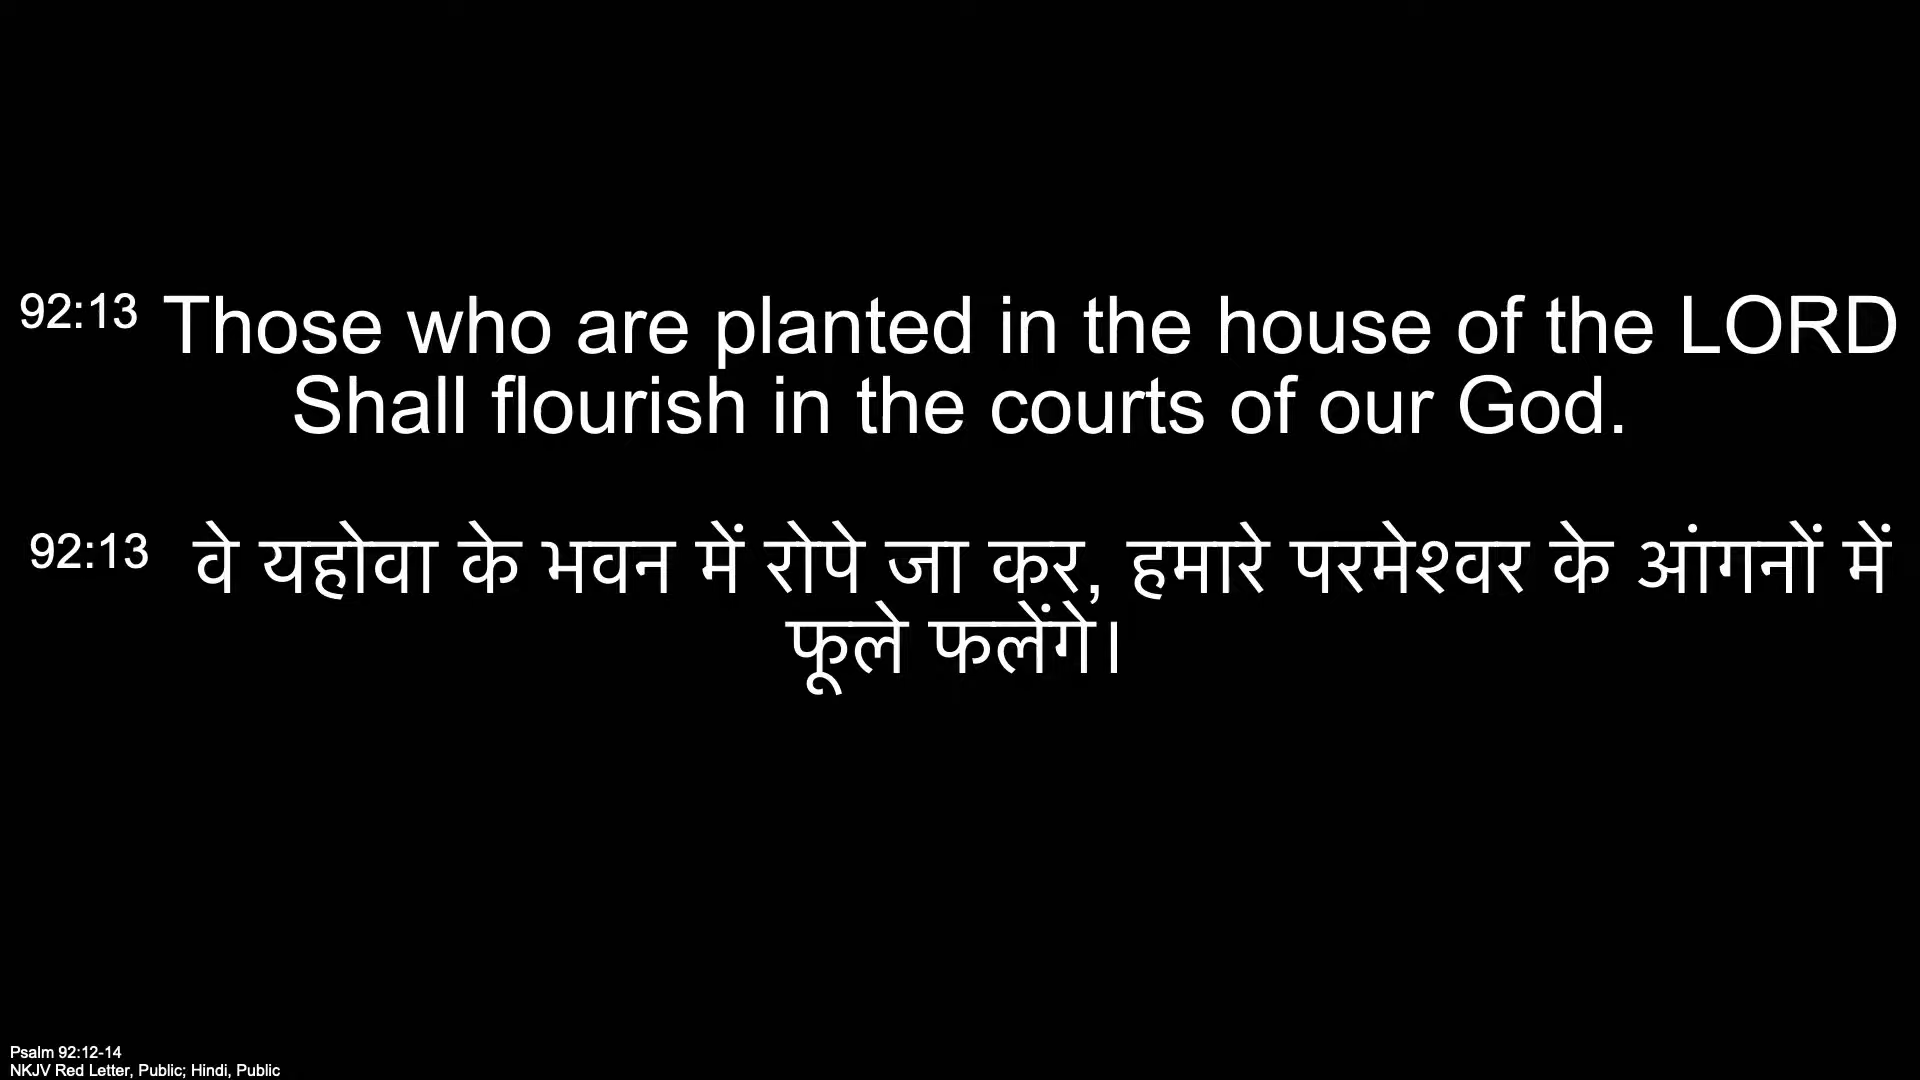 92:13 Those who are planted in the house of the LORD
Shall flourish in the courts of our God.
92:13 वे यहोवा के भवन में रोपे जा कर, हमारे परमेश्वर के आंगनों में
फूले फलेंगे।
Psalm 92:12-14
NKJV Red Letter, Public; Hindi, Public